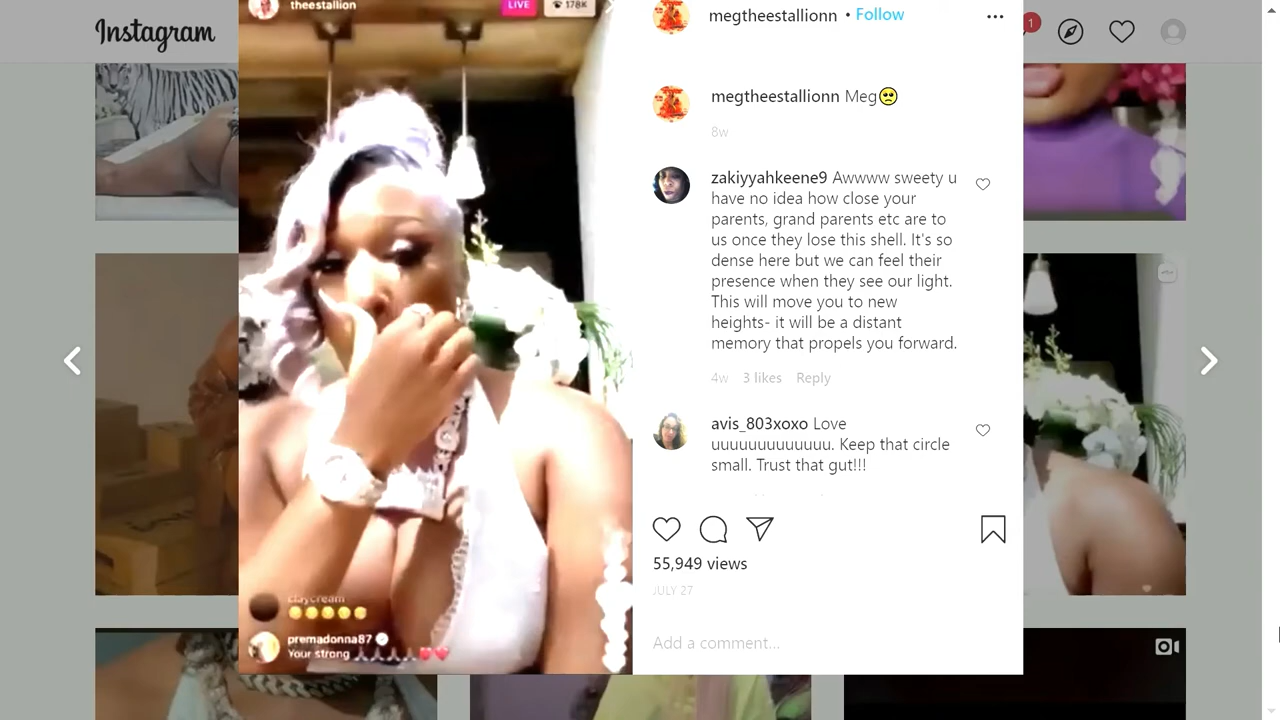 Instagram
theestallion
LIVE
178K
megtheestallionn • Follow
1
megtheestallionn Meg🥺
8w
zakiyyahkeene9 Awwww sweety u
have no idea how close your
parents, grand parents etc are to
us once they lose this shell. It's so
dense here but we can feel their
presence when they see our light.
This will move you to new
heights- it will be a distant
memory that propels you forward.
4w 3 likes Reply
avis_803xoxo Love
uuuuuuuuuuuuu. Keep that circle
small. Trust that gut!!!
55,949 views
JULY 27
Add a comment...
claycream
premadonna87
Your strong 🙏🙏🙏🙏❤️❤️